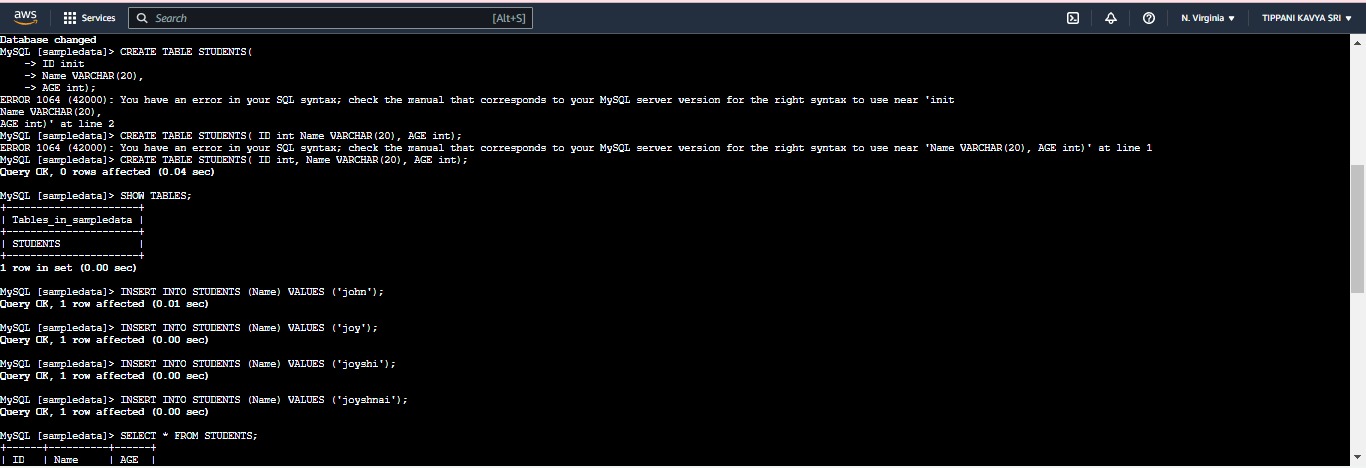 aws Services Search [Alt+S] N. Virginia TIPPANI KAVYA SRI
Database changed
MySQL [sampledata]> CREATE TABLE STUDENTS(
    -> ID init
    -> Name VARCHAR(20),
    -> AGE int);
ERROR 1064 (42000): You have an error in your SQL syntax; check the manual that corresponds to your MySQL server version for the right syntax to use near 'init
Name VARCHAR(20),
AGE int)' at line 2
MySQL [sampledata]> CREATE TABLE STUDENTS( ID int Name VARCHAR(20), AGE int);
ERROR 1064 (42000): You have an error in your SQL syntax; check the manual that corresponds to your MySQL server version for the right syntax to use near 'Name VARCHAR(20), AGE int)' at line 1
MySQL [sampledata]> CREATE TABLE STUDENTS( ID int, Name VARCHAR(20), AGE int);
Query OK, 0 rows affected (0.04 sec)
MySQL [sampledata]> SHOW TABLES;
+----------------------+
| Tables_in_sampledata |
+----------------------+
| STUDENTS             |
+----------------------+
1 row in set (0.00 sec)
MySQL [sampledata]> INSERT INTO STUDENTS (Name) VALUES ('john');
Query OK, 1 row affected (0.01 sec)
MySQL [sampledata]> INSERT INTO STUDENTS (Name) VALUES ('joy');
Query OK, 1 row affected (0.00 sec)
MySQL [sampledata]> INSERT INTO STUDENTS (Name) VALUES ('joyshi');
Query OK, 1 row affected (0.00 sec)
MySQL [sampledata]> INSERT INTO STUDENTS (Name) VALUES ('joyshnai');
Query OK, 1 row affected (0.00 sec)
MySQL [sampledata]> SELECT * FROM STUDENTS;
+------+----------+------+
| ID   | Name     | AGE  |